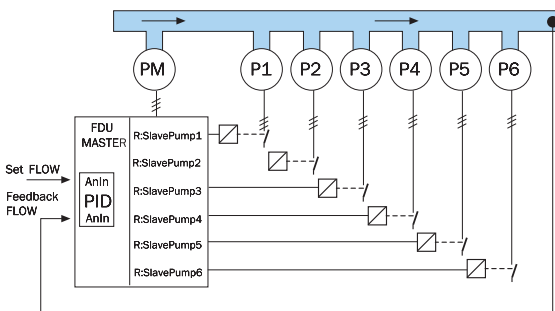 PM
P1
P2
P3
P4
P5
P6
FDU
MASTER
R:SlavePump1
R:SlavePump2
R:SlavePump3
R:SlavePump4
R:SlavePump5
R:SlavePump6
Set FLOW
Feedback
FLOW
AnIn
PID
AnIn